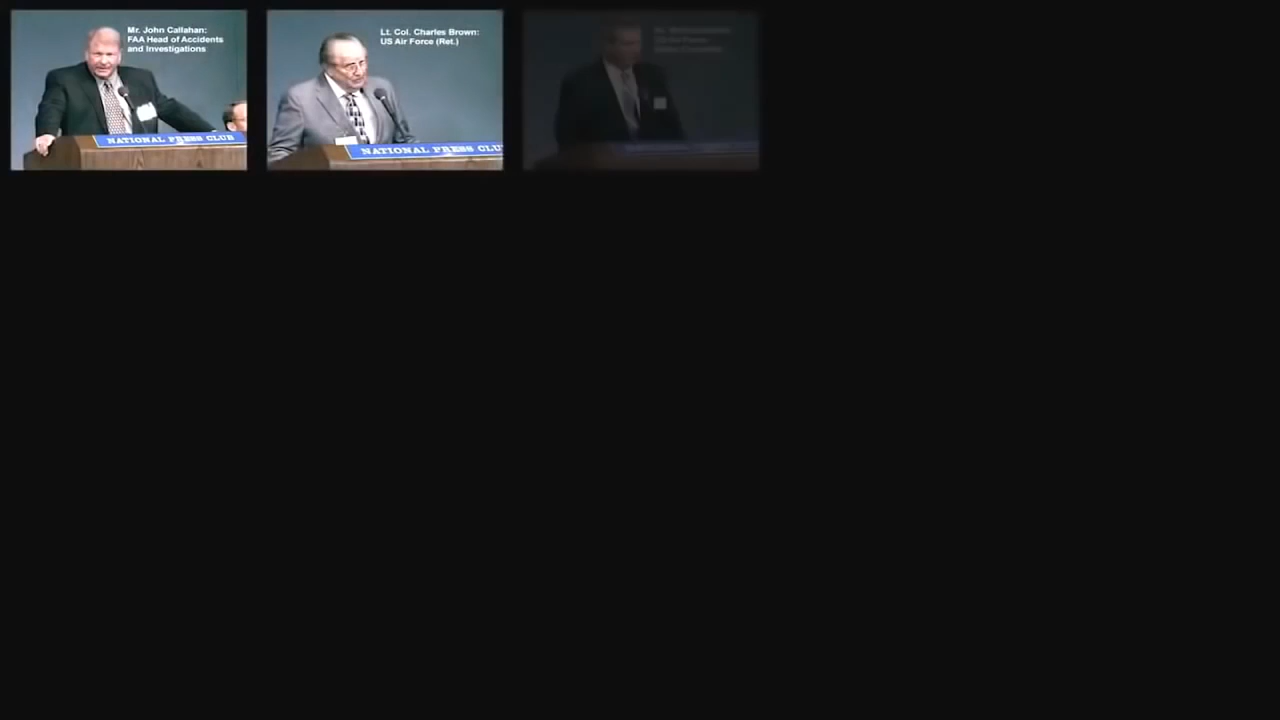 Mr. John Callahan:
FAA Head of Accidents
and Investigations
NATIONAL PRESS CLUB
Lt. Col. Charles Brown:
US Air Force (Ret.)
NATIONAL PRESS CLU